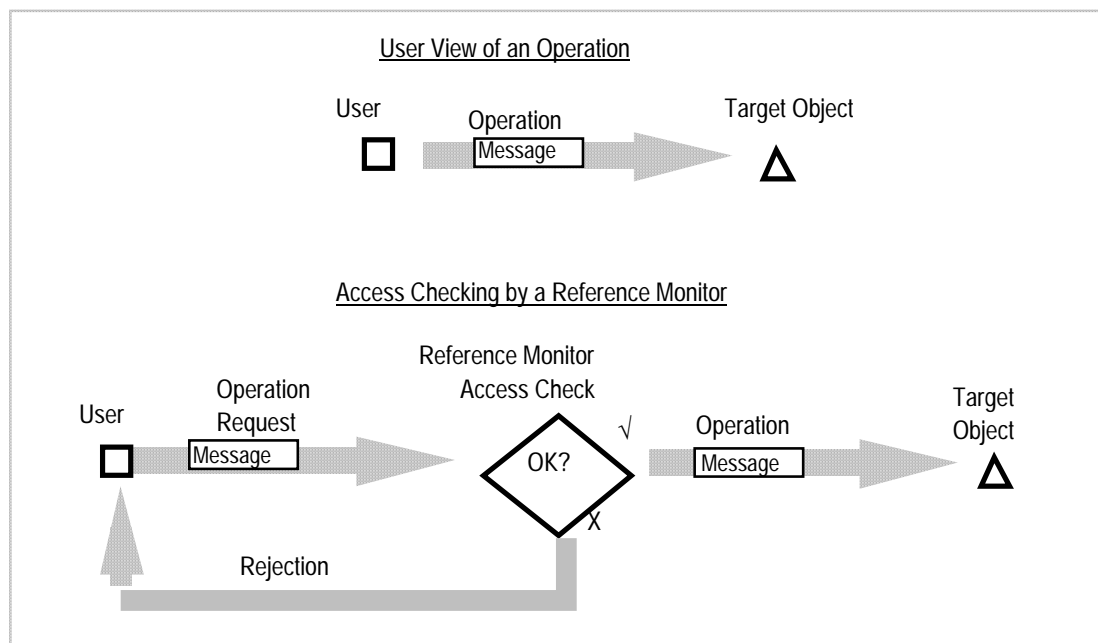 User View of an Operation
User
Operation
Target Object
Message
Access Checking by a Reference Monitor
Reference Monitor
Access Check
Operation
Request
User
Message
OK?
√
X
Operation
Message
Target
Object
Rejection